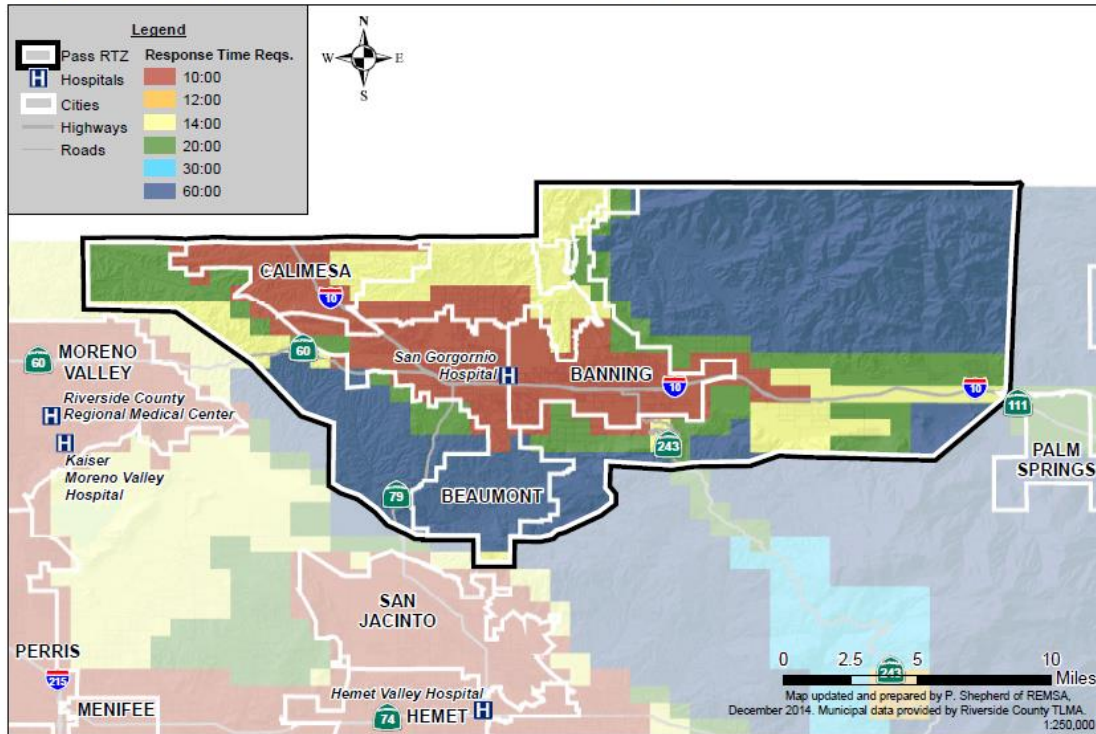 Legend
Pass RTZ
Hospitals
Cities
Highways
Roads
Response Time Reqs.
10:00
12:00
14:00
20:00
30:00
60:00
N
W
E
S
H
CALIMESA
10
60
San Gorgornio
Hospital
H
BANNING
10
10
111
PALM
SPRINGS
243
60
MORENO
VALLEY
H
Riverside County
Regional Medical Center
H
Kaiser
Moreno Valley
Hospital
79
BEAUMONT
SAN
JACINTO
PERRIS
215
MENIFEE
Hemet Valley Hospital
H
74
HEMET
243
0
2.5
5
10
Miles
Map updated and prepared by P. Shepherd of REMSA,
December 2014. Municipal data provided by Riverside County TLMA.
1:250,000